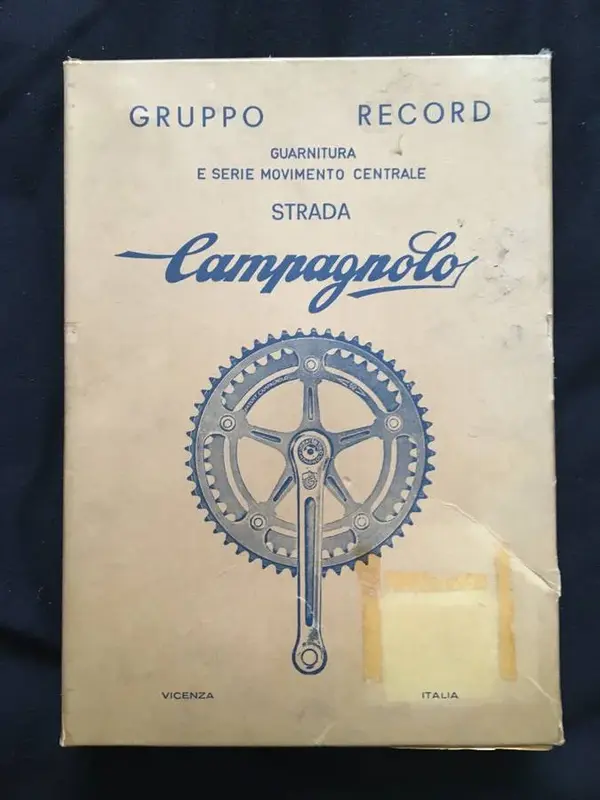 GRUPPO RECORD
GUARNITURA
E SERIE MOVIMENTO CENTRALE
STRADA
Campagnolo
VICENZA ITALIA